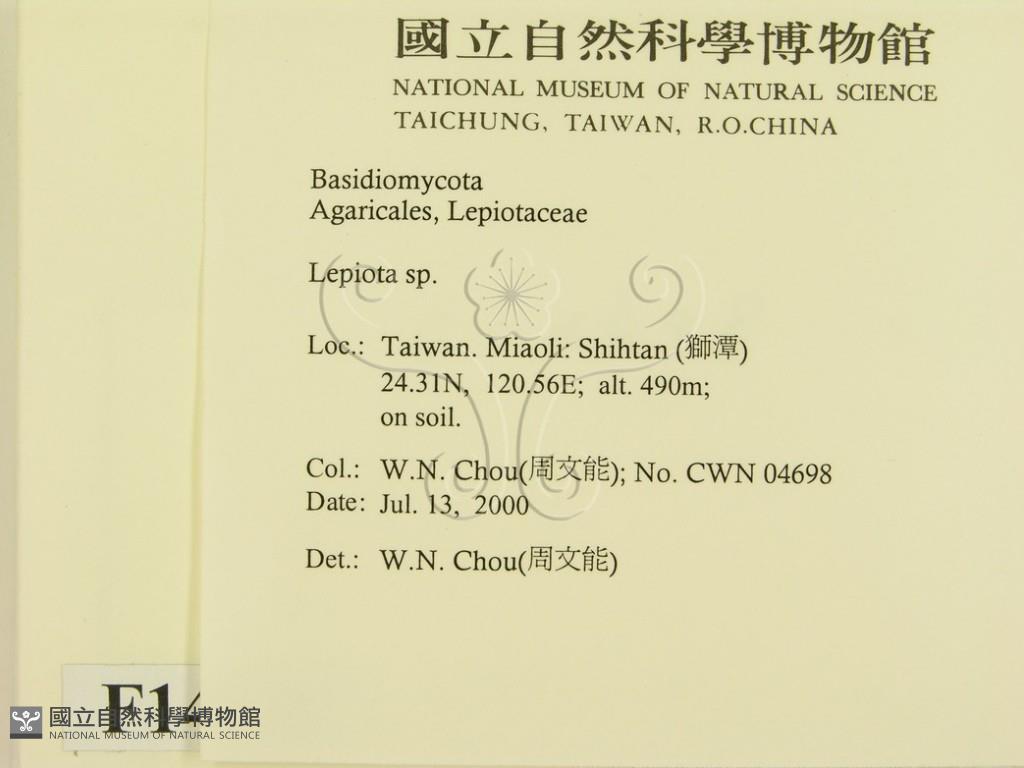 國立自然科學博物館
NATIONAL MUSEUM OF NATURAL SCIENCE
TAICHUNG, TAIWAN, R.O.CHINA
Basidiomycota
Agaricales, Lepiotaceae
Lepiota sp.
Loc.: Taiwan. Miaoli: Shihtan (獅潭)
24.31N, 120.56E; alt. 490m;
on soil.
Col.: W.N. Chou(周文能); No. CWN 04698
Date: Jul. 13, 2000
Det.: W.N. Chou(周文能)
F14
國立自然科學博物館
NATIONAL MUSEUM OF NATURAL SCIENCE